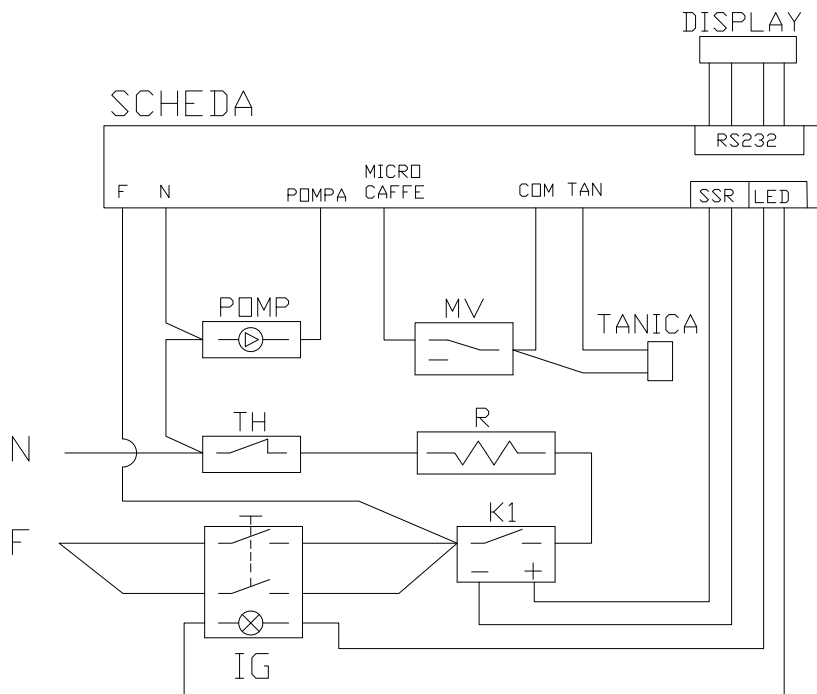 DISPLAY
SCHEDA
RS232
F N POMPA MICRO CAFFE COM TAN SSR LED
POMP
MV
TANICA
TH
R
N
K1
F
- +
IG